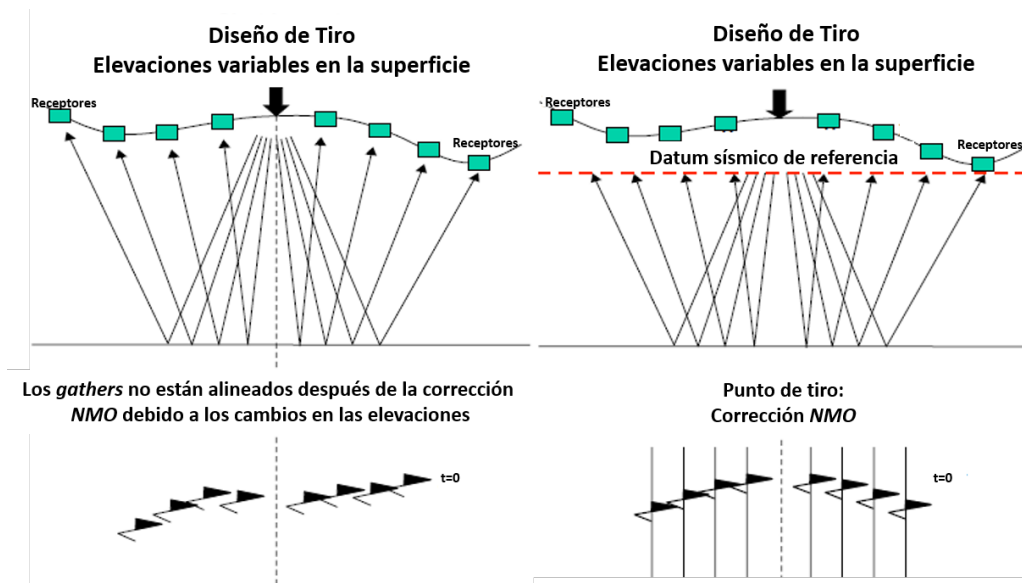 Diseño de Tiro
Elevaciones variables en la superficie
Receptores
Receptores
Los gathers no están alineados después de la corrección
NMO debido a los cambios en las elevaciones
t=0
Diseño de Tiro
Elevaciones variables en la superficie
Receptores
Receptores
Datum sísmico de referencia
Punto de tiro:
Corrección NMO
t=0